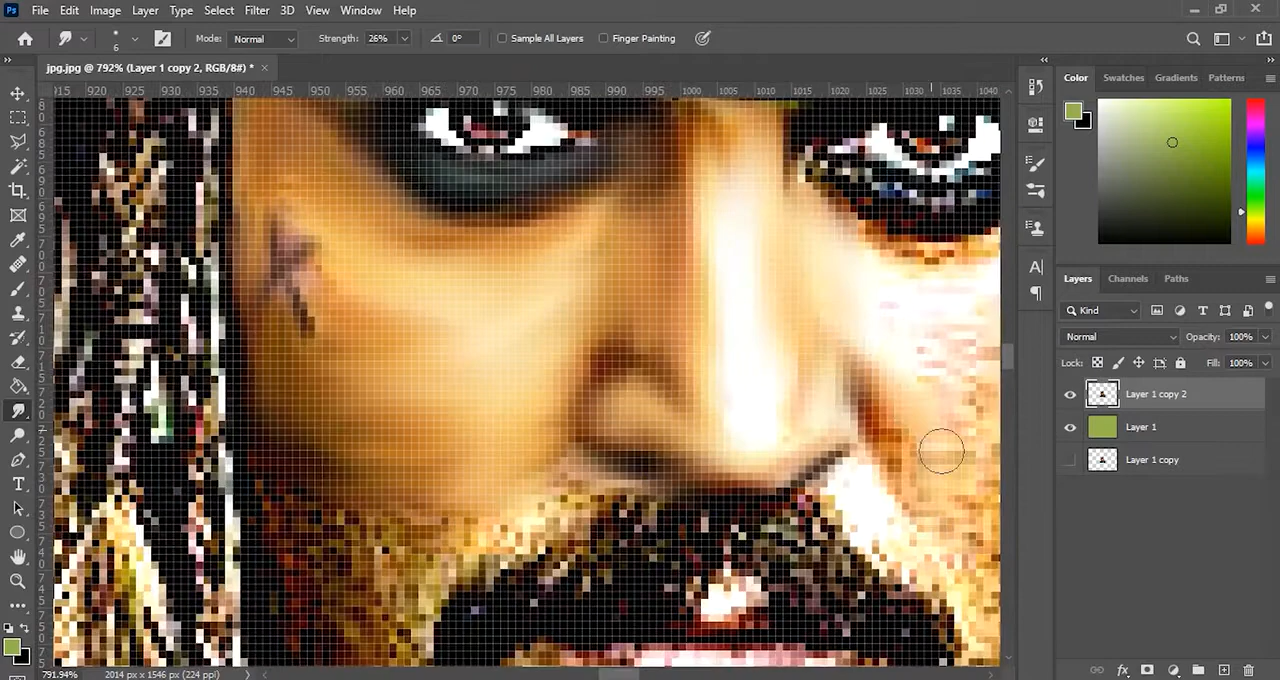 Ps File Edit Image Layer Type Select Filter 3D View Window Help
6 Mode: Normal Strength: 26% 0° Sample All Layers Finger Painting
jpg.jpg @ 792% (Layer 1 copy 2, RGB/8#) * ×
915 920 925 930 935 940 945 950 955 960 965 970 975 980 985 990 995 1000 1005 1010 1015 1020 1025 1030 1035 1040
Color Swatches Gradients Patterns
Layers Channels Paths
Kind
Normal Opacity: 100%
Lock: Fill: 100%
Layer 1 copy 2
Layer 1
Layer 1 copy
791.94% 2014 px x 1546 px (224 ppi)